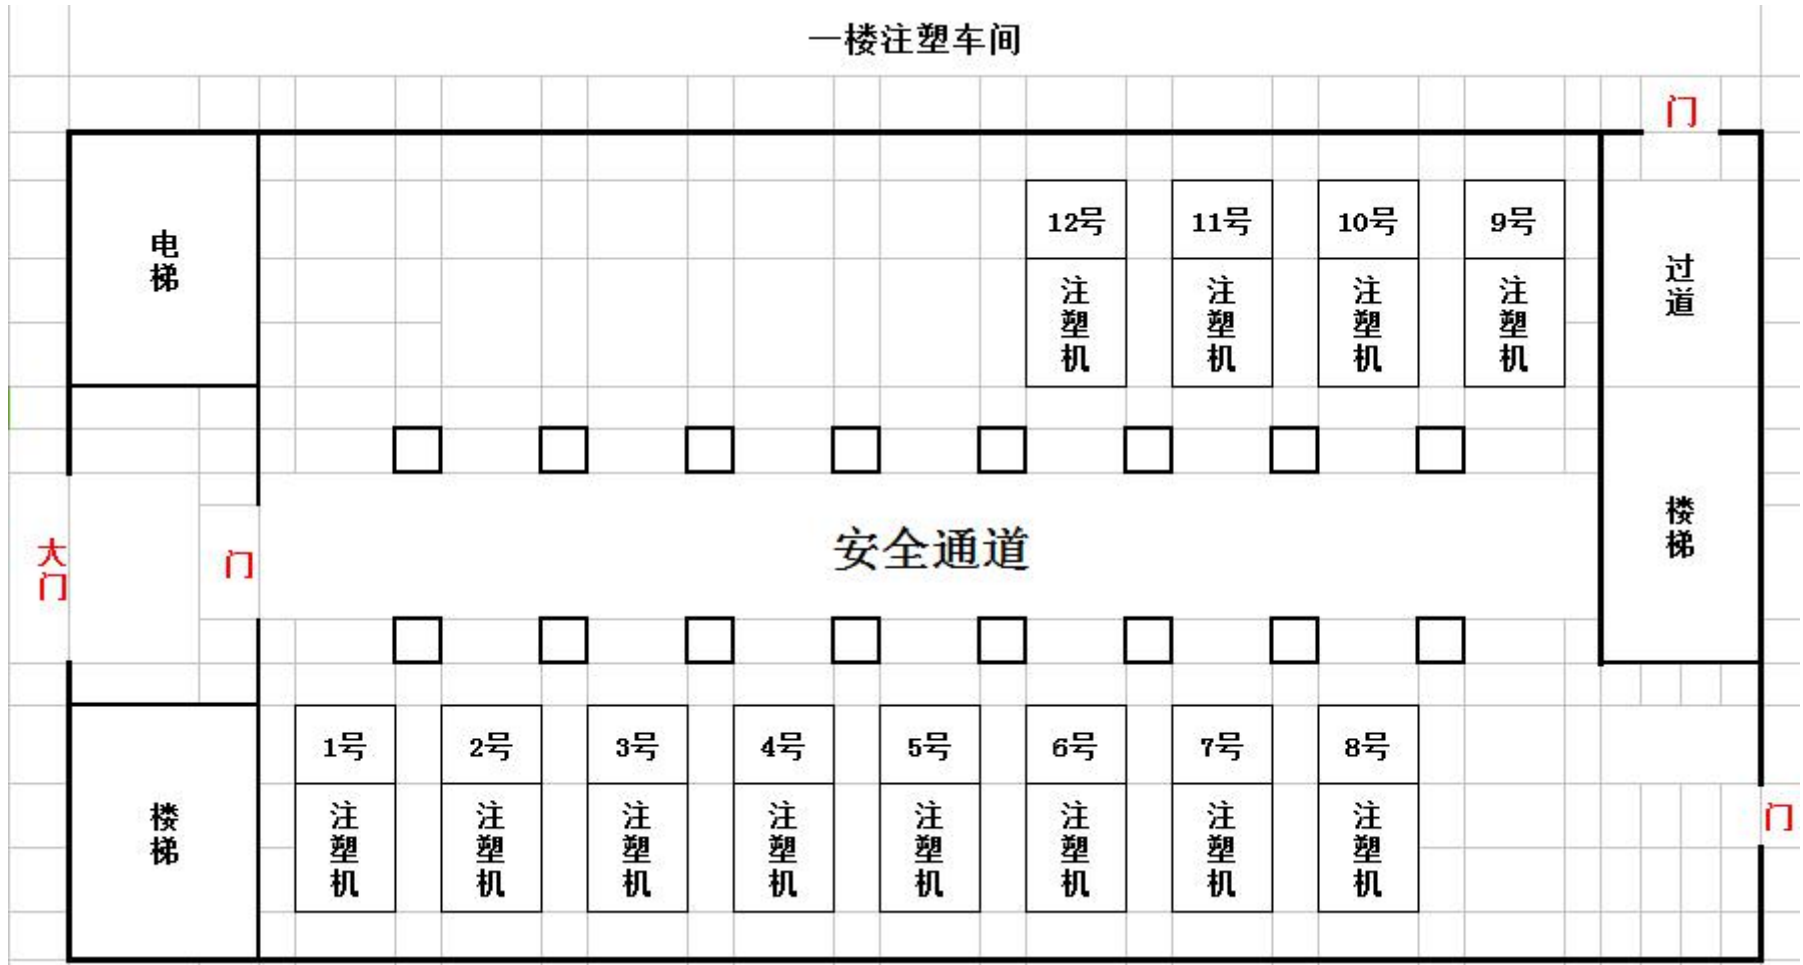 一楼注塑车间
门
电梯
12号
11号
10号
9号
注塑机
注塑机
注塑机
注塑机
过道
大门
门
安全通道
楼梯
1号
2号
3号
4号
5号
6号
7号
8号
楼梯
注塑机
注塑机
注塑机
注塑机
注塑机
注塑机
注塑机
注塑机
门